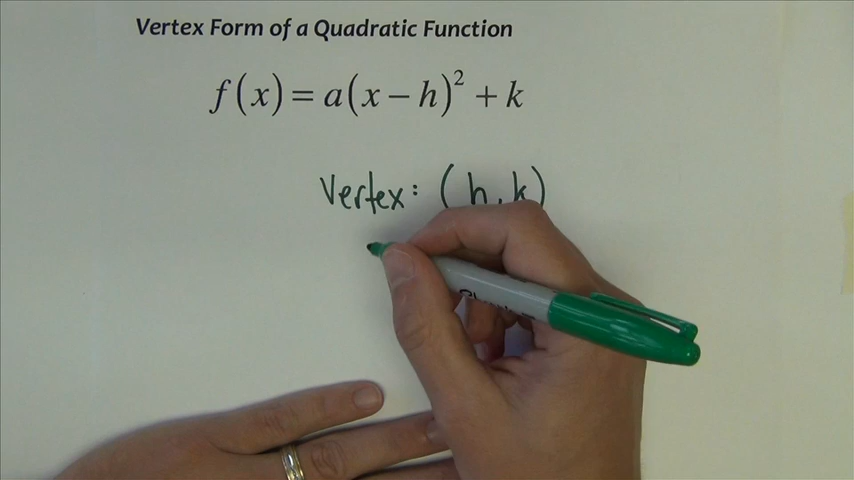 Vertex Form of a Quadratic Function
f(x) = a(x − h)² + k
Vertex: (h, k)